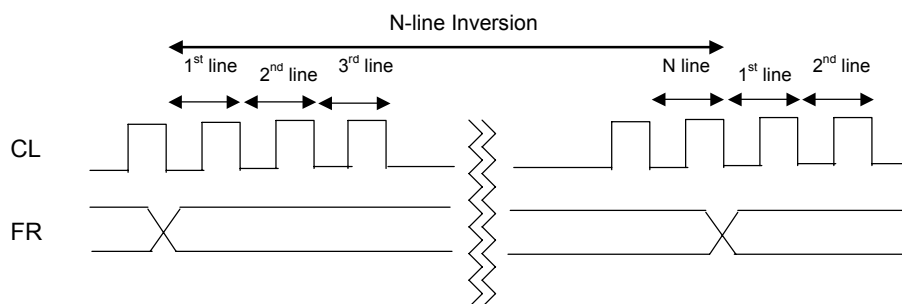 N-line Inversion
1st line 2nd line 3rd line N line 1st line 2nd line
CL
FR